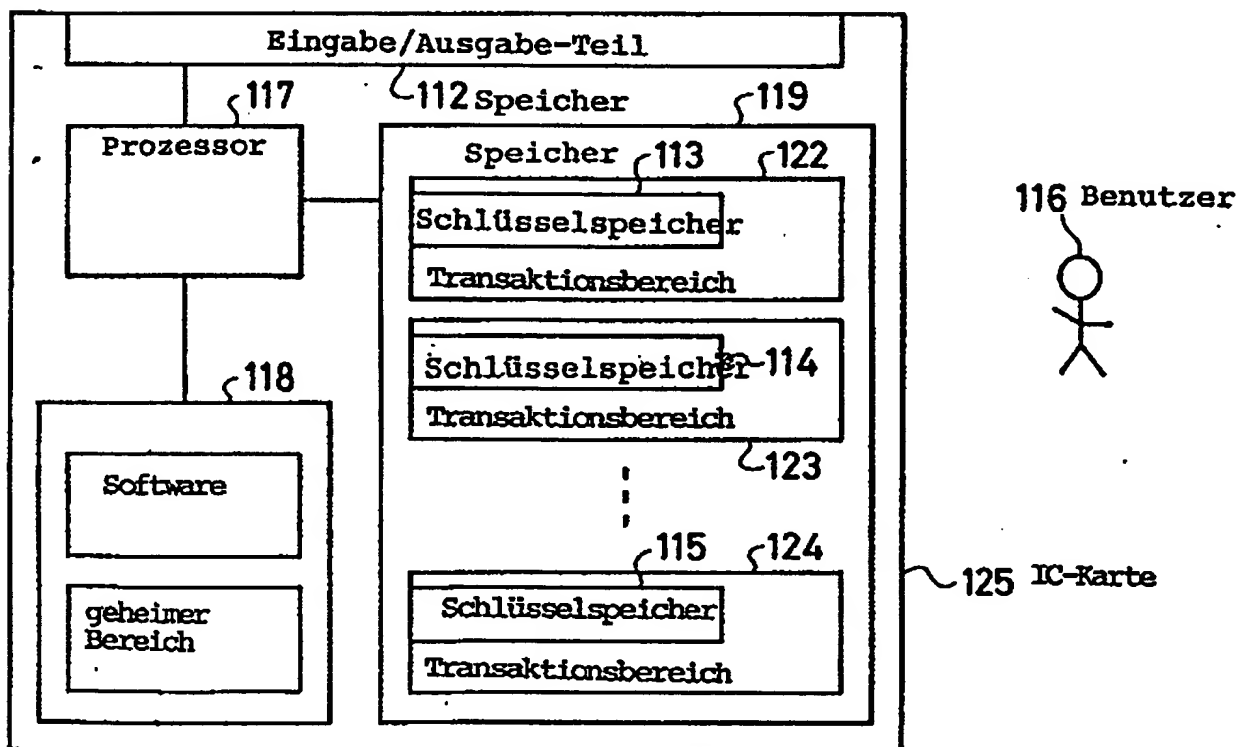 Eingabe/Ausgabe-Teil
112 Speicher
117
119
Prozessor
Speicher
113
122
Schlüsselspeicher
Transaktionsbereich
116 Benutzer
Schlüsselspeicher
114
Transaktionsbereich
123
118
Software
geheimer
Bereich
115
124
Schlüsselspeicher
Transaktionsbereich
125 IC-Karte